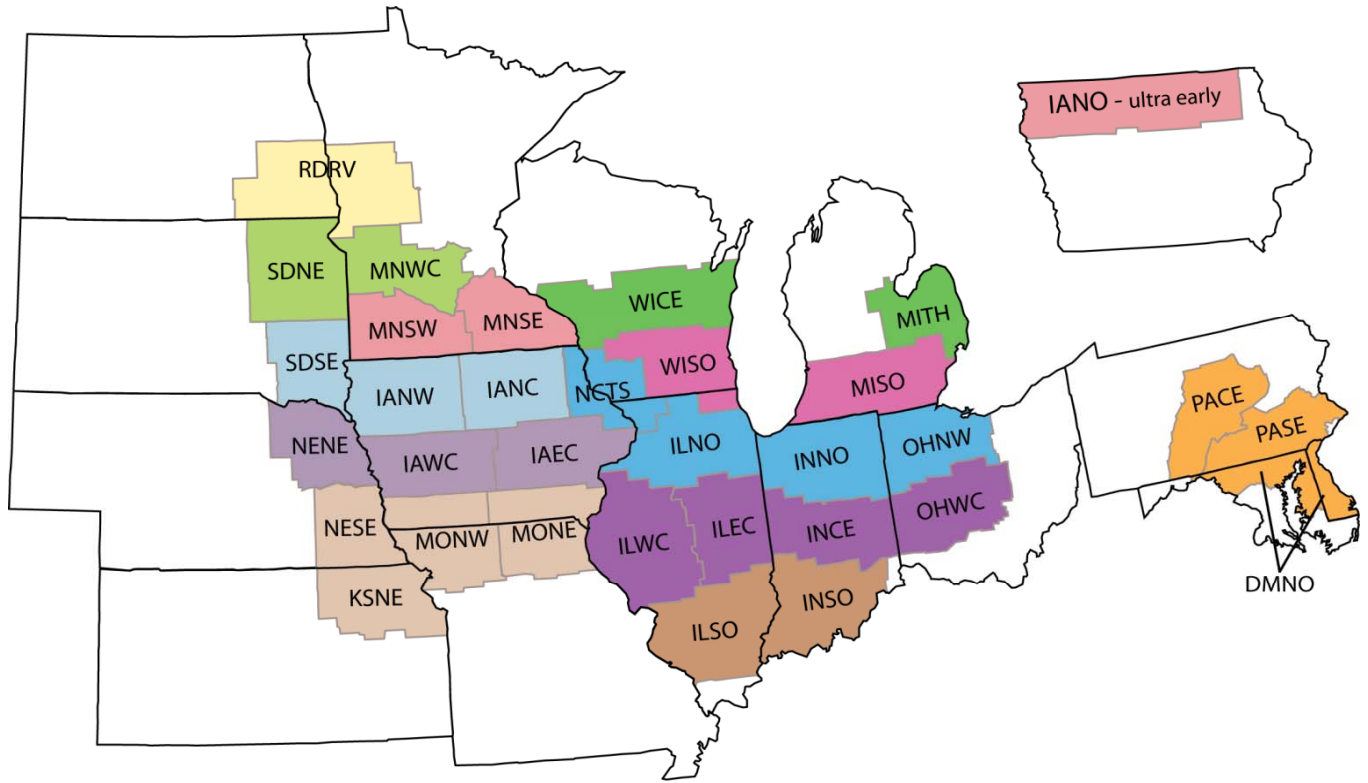 IANO - ultra early
RDRV
SDNE
MNWC
WICE
MITH
MNSW
MNSE
SDSE
WISO
MISO
IANW
IANC
NCTS
PACE
PASE
NENE
IAWC
IAEC
ILNO
INNO
OHNW
NESE
MONW
MONE
ILWC
ILEC
INCE
OHWC
DMNO
KSNE
ILSO
INSO